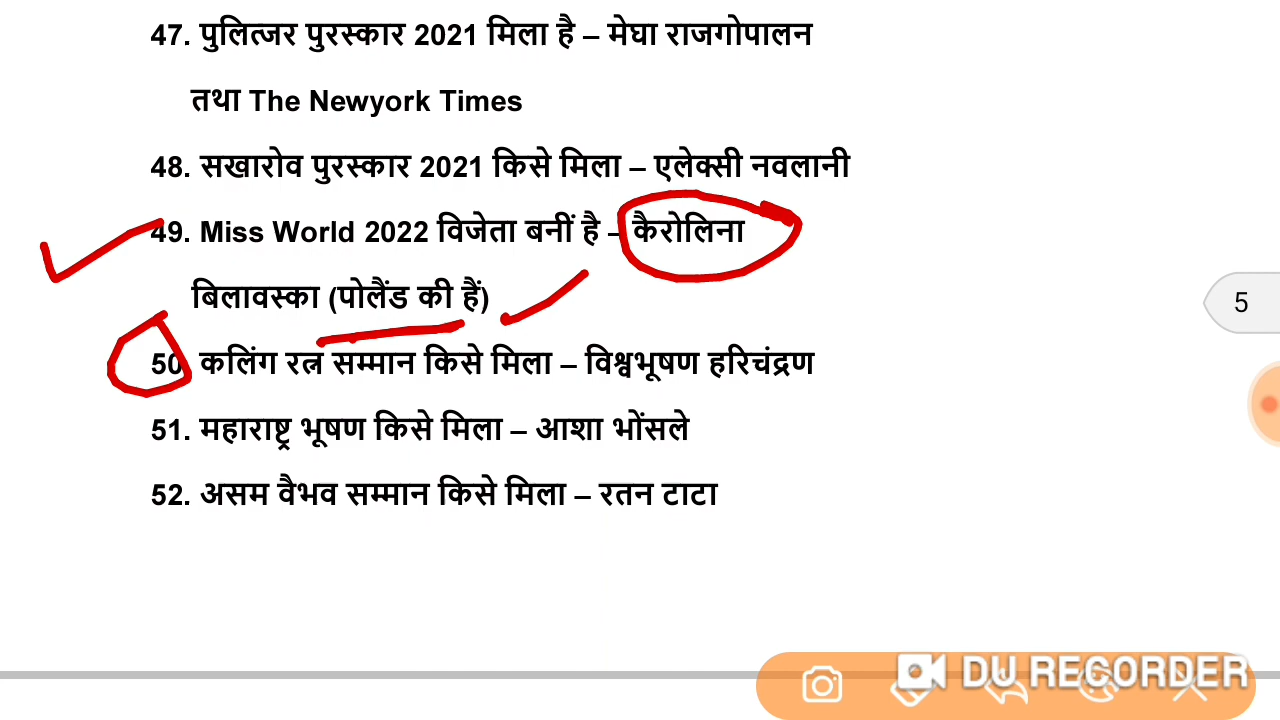 47. पुलित्जर पुरस्कार 2021 मिला है – मेघा राजगोपालन
तथा The Newyork Times
48. सखारोव पुरस्कार 2021 किसे मिला – एलेक्सी नवलानी
49. Miss World 2022 विजेता बनीं है – कैरोलिना
बिलावस्का (पोलैंड की हैं)
5
50. कलिंग रत्न सम्मान किसे मिला – विश्वभूषण हरिचंद्रण
51. महाराष्ट्र भूषण किसे मिला – आशा भोंसले
52. असम वैभव सम्मान किसे मिला – रतन टाटा
DU RECORDER